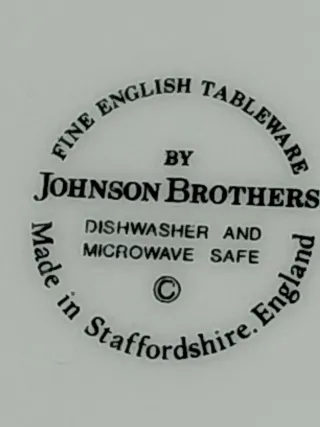 FINE ENGLISH TABLEWARE
BY
JOHNSON BROTHERS
DISHWASHER AND
MICROWAVE SAFE
©
Made in Staffordshire. England